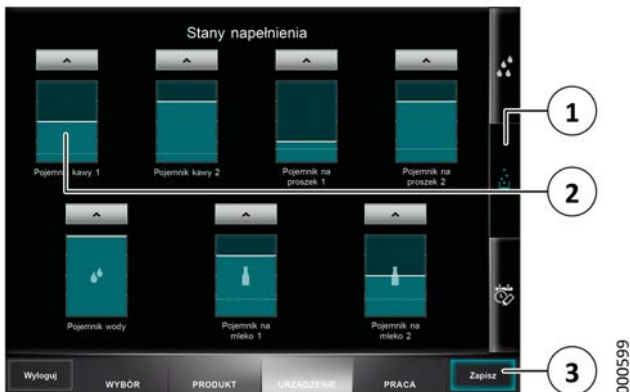 Stany napełnienia
Pojemnik kawy 1
Pojemnik kawy 2
Pojemnik na
proszek 1
Pojemnik na
proszek 2
Pojemnik wody
Pojemnik na
mleko 1
Pojemnik na
mleko 2
Wyloguj
WYBÓR
PRODUKT
URZĄDZENIE
PRACA
Zapisz
1
2
3
000599